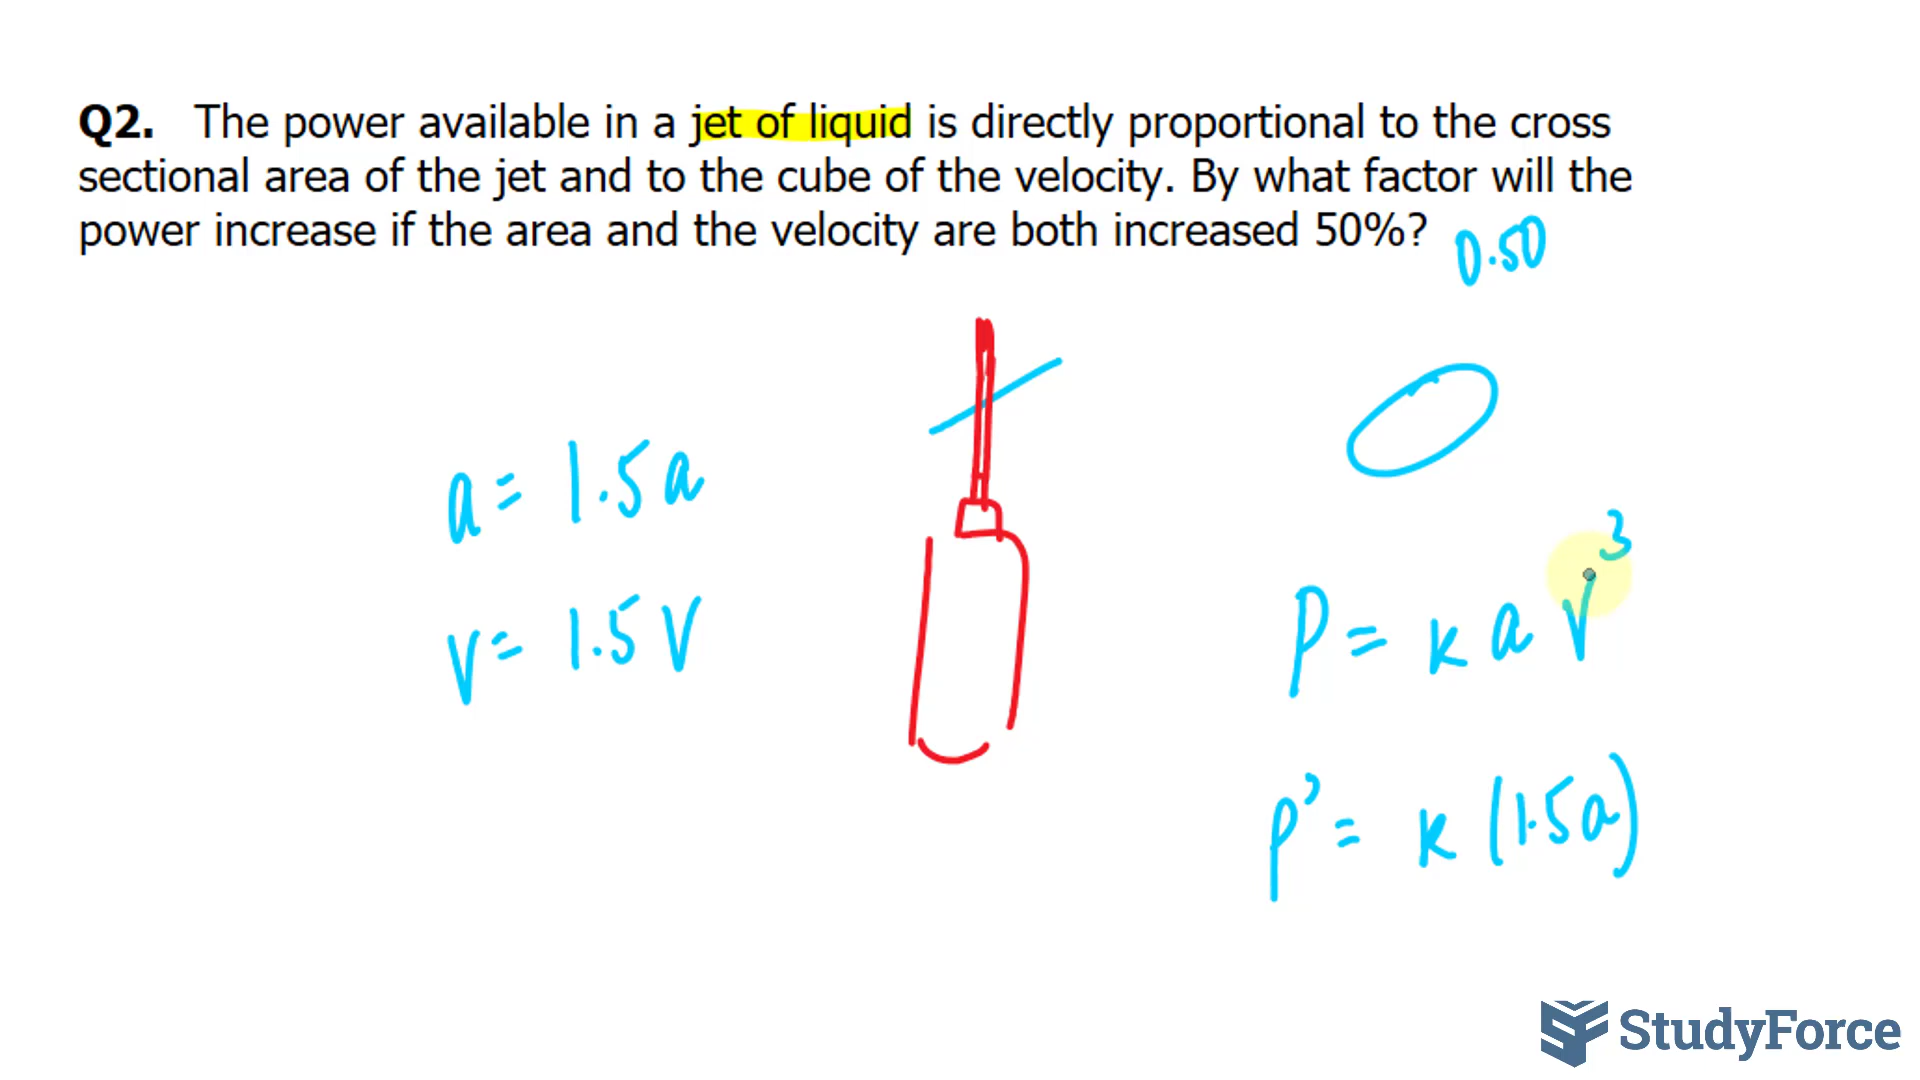 Q2. The power available in a jet of liquid is directly proportional to the cross
sectional area of the jet and to the cube of the velocity. By what factor will the
power increase if the area and the velocity are both increased 50%?
0.50
a = 1.5a
v = 1.5 v
P = k a v³
P' = k (1.5a)
StudyForce